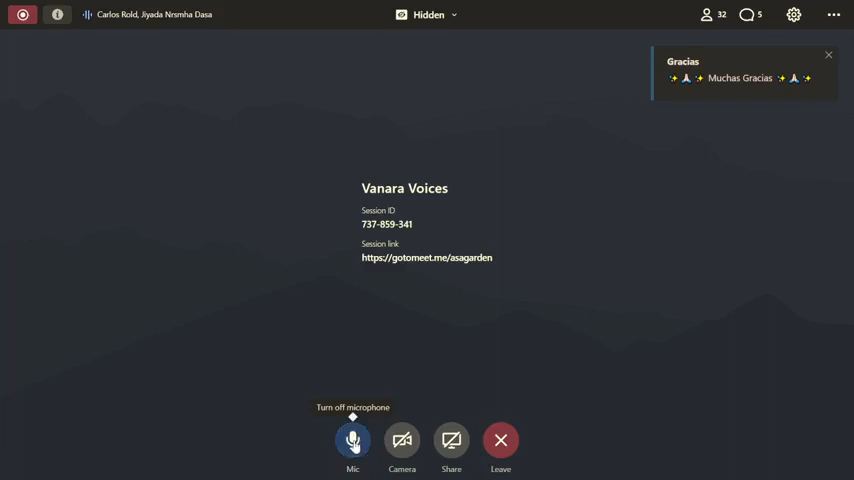 Carlos Rold, Jiyada Nrsmha Dasa
Hidden
32
5
Gracias
✨🙏🏻✨ Muchas Gracias ✨🙏🏻✨
Vanara Voices
Session ID
737-859-341
Session link
https://gotomeet.me/asagarden
Turn off microphone
Mic
Camera
Share
Leave